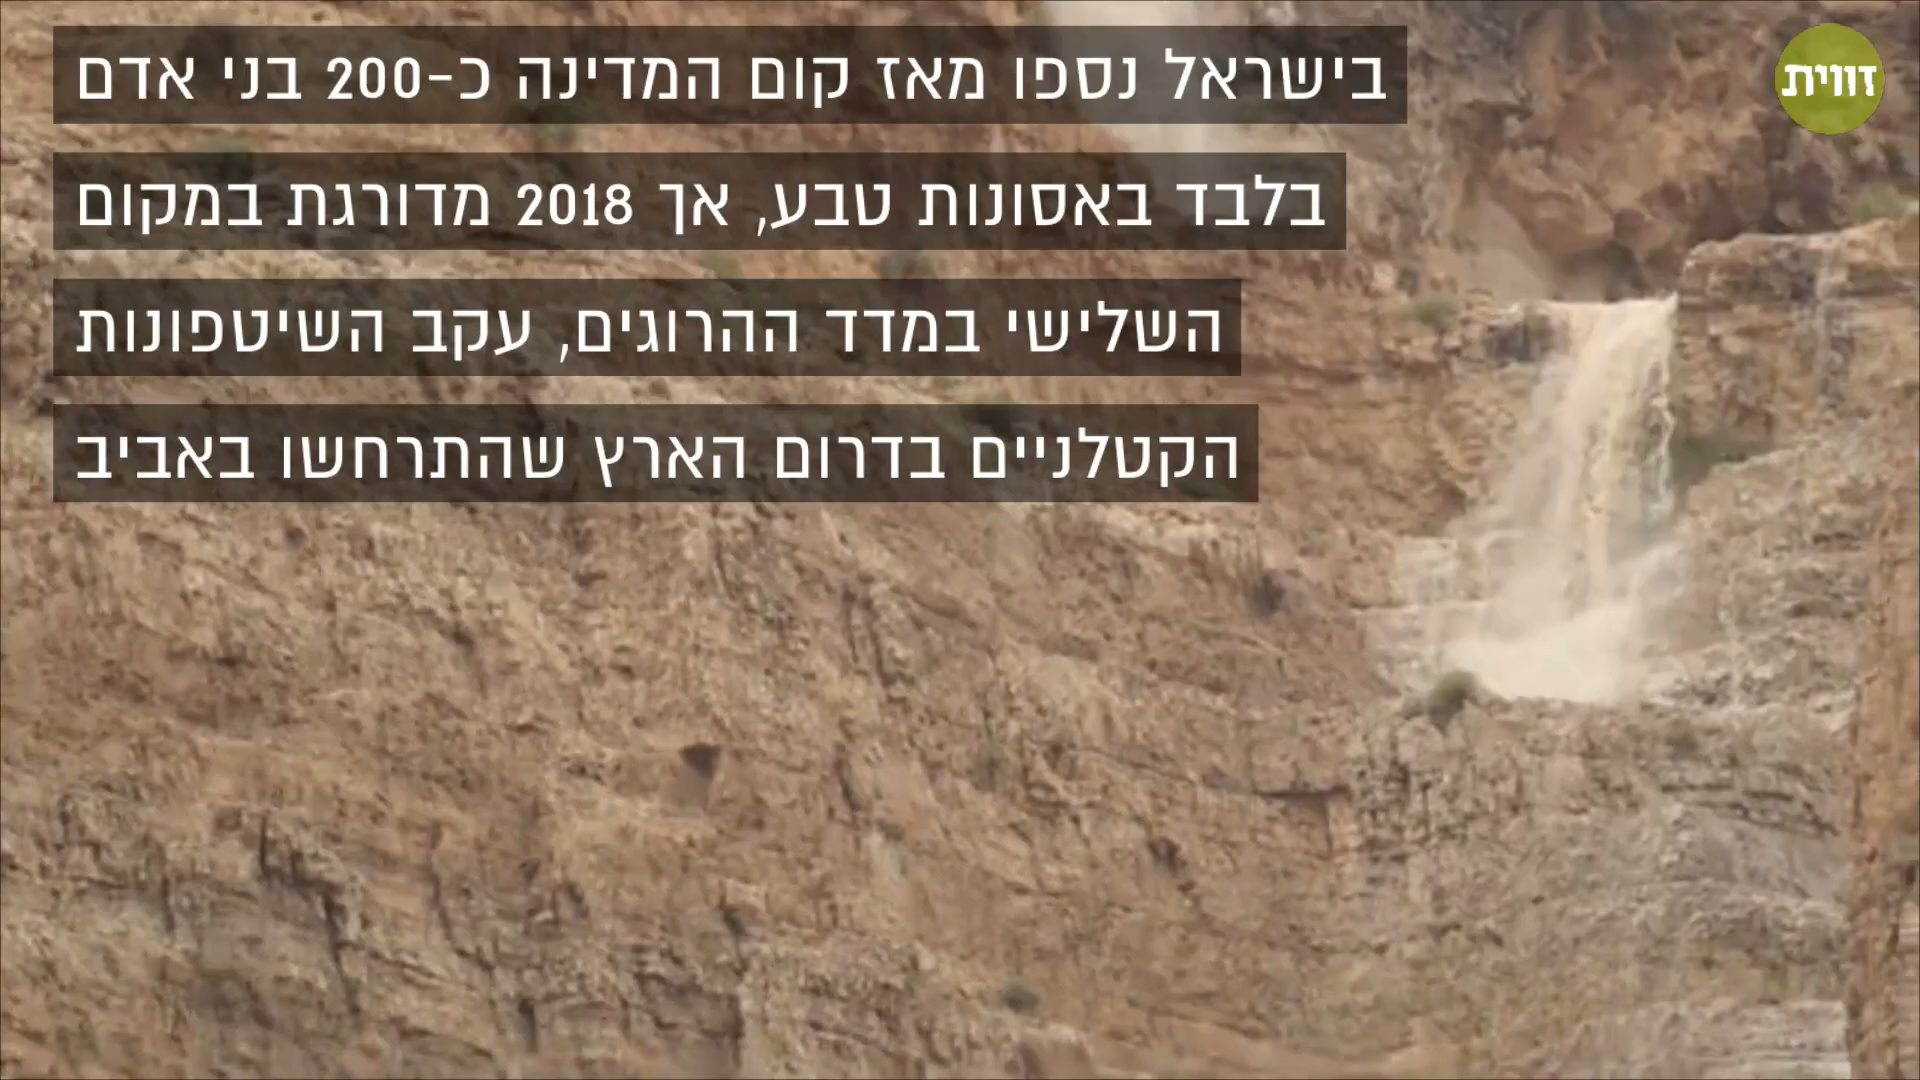 בישראל נספו מאז קום המדינה כ-200 בני אדם
בלבד באסונות טבע, אך 2018 מדורגת במקום
השלישי במדד ההרוגים, עקב השיטפונות
הקטלניים בדרום הארץ שהתרחשו באביב
זווית